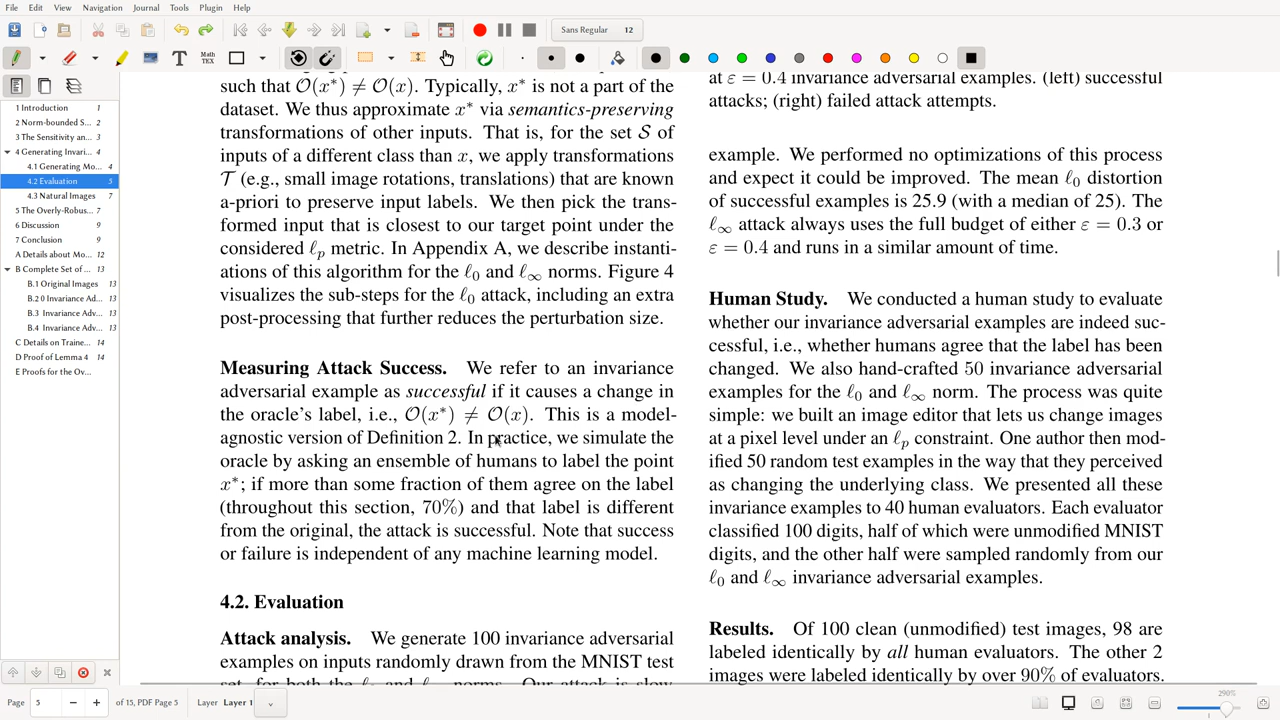 File Edit View Navigation Journal Tools Plugin Help
Sans Regular 12
Math
TEX
1 Introduction 1
2 Norm-bounded S... 2
3 The Sensitivity an... 3
4 Generating Invari... 4
4.1 Generating Mo... 4
4.2 Evaluation 5
4.3 Natural Images 7
5 The Overly-Robus... 7
6 Discussion 9
7 Conclusion 9
A Details about Mo... 12
B Complete Set of ... 13
B.1 Original Images 13
B.2 0 Invariance Ad... 13
B.3 Invariance Adv... 13
B.4 Invariance Adv... 13
C Details on Traine... 14
D Proof of Lemma 4 14
E Proofs for the Ov...
such that O(x*) ≠ O(x). Typically, x* is not a part of the
dataset. We thus approximate x* via semantics-preserving
transformations of other inputs. That is, for the set S of
inputs of a different class than x, we apply transformations
T (e.g., small image rotations, translations) that are known
a-priori to preserve input labels. We then pick the trans-
formed input that is closest to our target point under the
considered ℓp metric. In Appendix A, we describe instanti-
ations of this algorithm for the ℓ0 and ℓ∞ norms. Figure 4
visualizes the sub-steps for the ℓ0 attack, including an extra
post-processing that further reduces the perturbation size.
Measuring Attack Success. We refer to an invariance
adversarial example as successful if it causes a change in
the oracle's label, i.e., O(x*) ≠ O(x). This is a model-
agnostic version of Definition 2. In practice, we simulate the
oracle by asking an ensemble of humans to label the point
x*; if more than some fraction of them agree on the label
(throughout this section, 70%) and that label is different
from the original, the attack is successful. Note that success
or failure is independent of any machine learning model.
4.2. Evaluation
Attack analysis. We generate 100 invariance adversarial
examples on inputs randomly drawn from the MNIST test
set, for both the ℓ0 and ℓ∞ norms. Our attack is slow,
at ε = 0.4 invariance adversarial examples. (left) successful
attacks; (right) failed attack attempts.
example. We performed no optimizations of this process
and expect it could be improved. The mean ℓ0 distortion
of successful examples is 25.9 (with a median of 25). The
ℓ∞ attack always uses the full budget of either ε = 0.3 or
ε = 0.4 and runs in a similar amount of time.
Human Study. We conducted a human study to evaluate
whether our invariance adversarial examples are indeed suc-
cessful, i.e., whether humans agree that the label has been
changed. We also hand-crafted 50 invariance adversarial
examples for the ℓ0 and ℓ∞ norm. The process was quite
simple: we built an image editor that lets us change images
at a pixel level under an ℓp constraint. One author then mod-
ified 50 random test examples in the way that they perceived
as changing the underlying class. We presented all these
invariance examples to 40 human evaluators. Each evaluator
classified 100 digits, half of which were unmodified MNIST
digits, and the other half were sampled randomly from our
ℓ0 and ℓ∞ invariance adversarial examples.
Results. Of 100 clean (unmodified) test images, 98 are
labeled identically by all human evaluators. The other 2
images were labeled identically by over 90% of evaluators.
Page 5 of 15, PDF Page 5 Layer Layer 1
290%